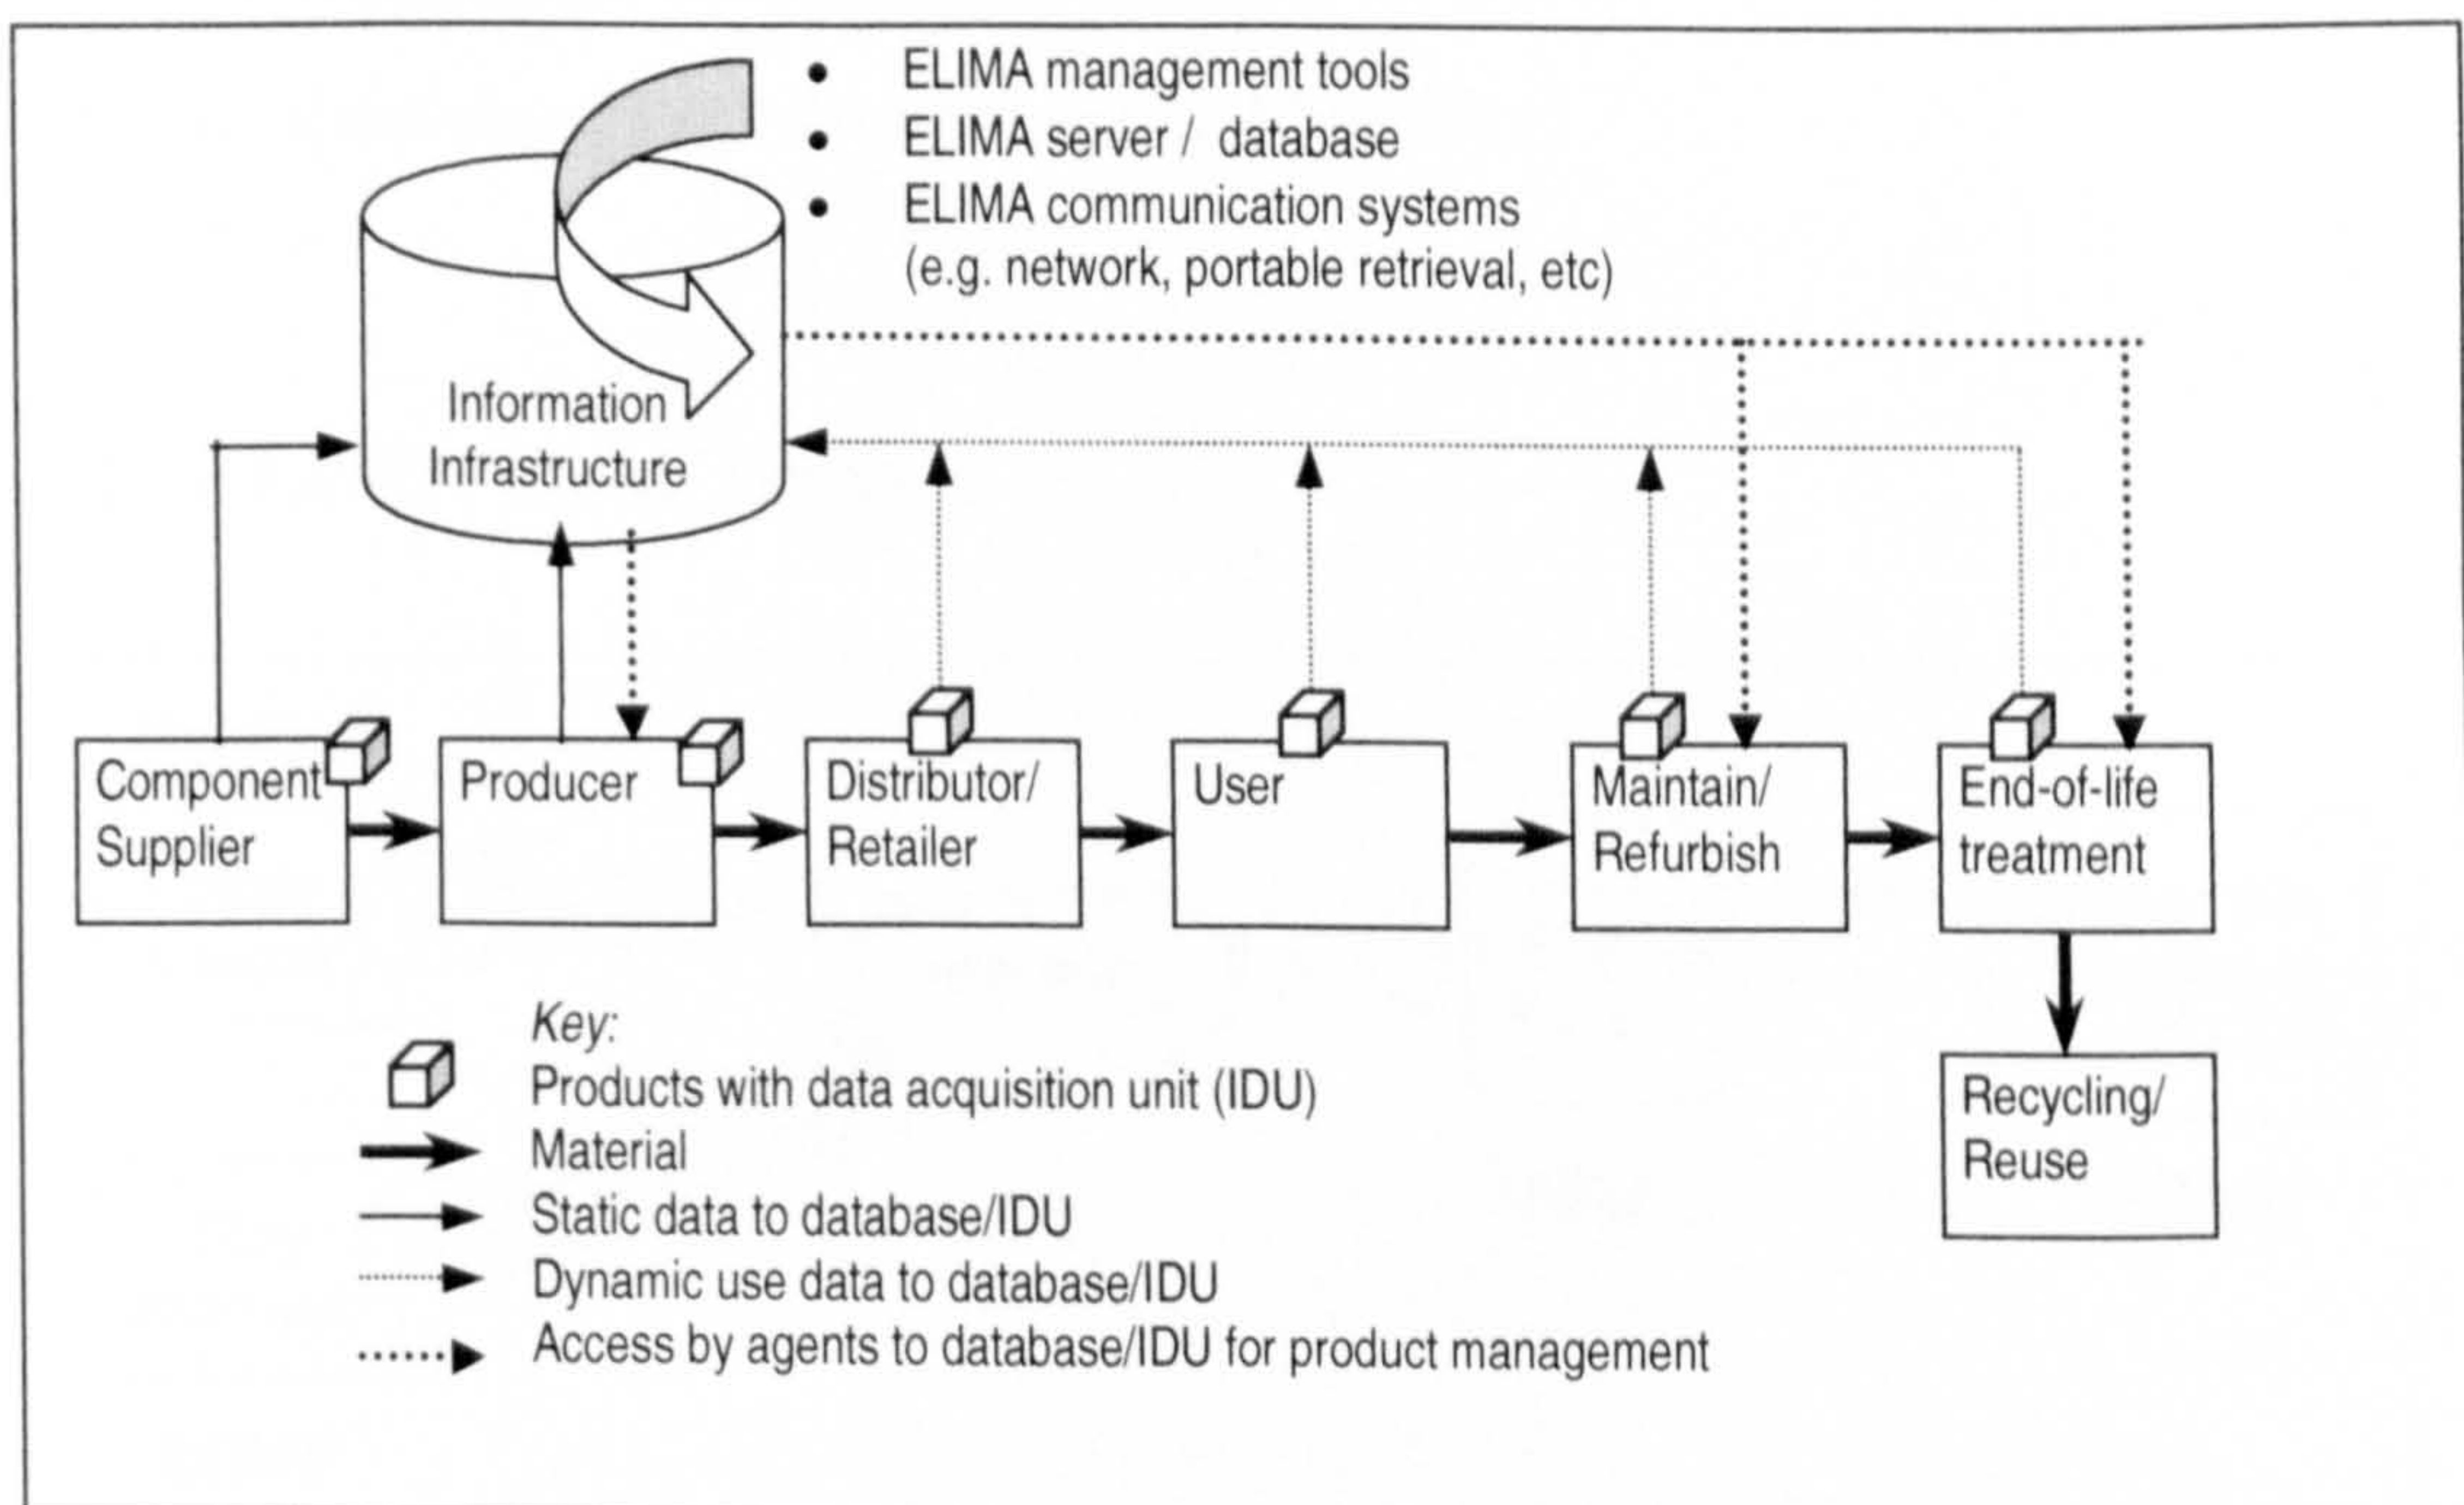 • ELIMA management tools
• ELIMA server / database
• ELIMA communication systems
(e.g. network, portable retrieval, etc)
Information
Infrastructure
Component
Supplier
Producer
Distributor/
Retailer
User
Maintain/
Refurbish
End-of-life
treatment
Recycling/
Reuse
Key:
Products with data acquisition unit (IDU)
Material
Static data to database/IDU
Dynamic use data to database/IDU
Access by agents to database/IDU for product management